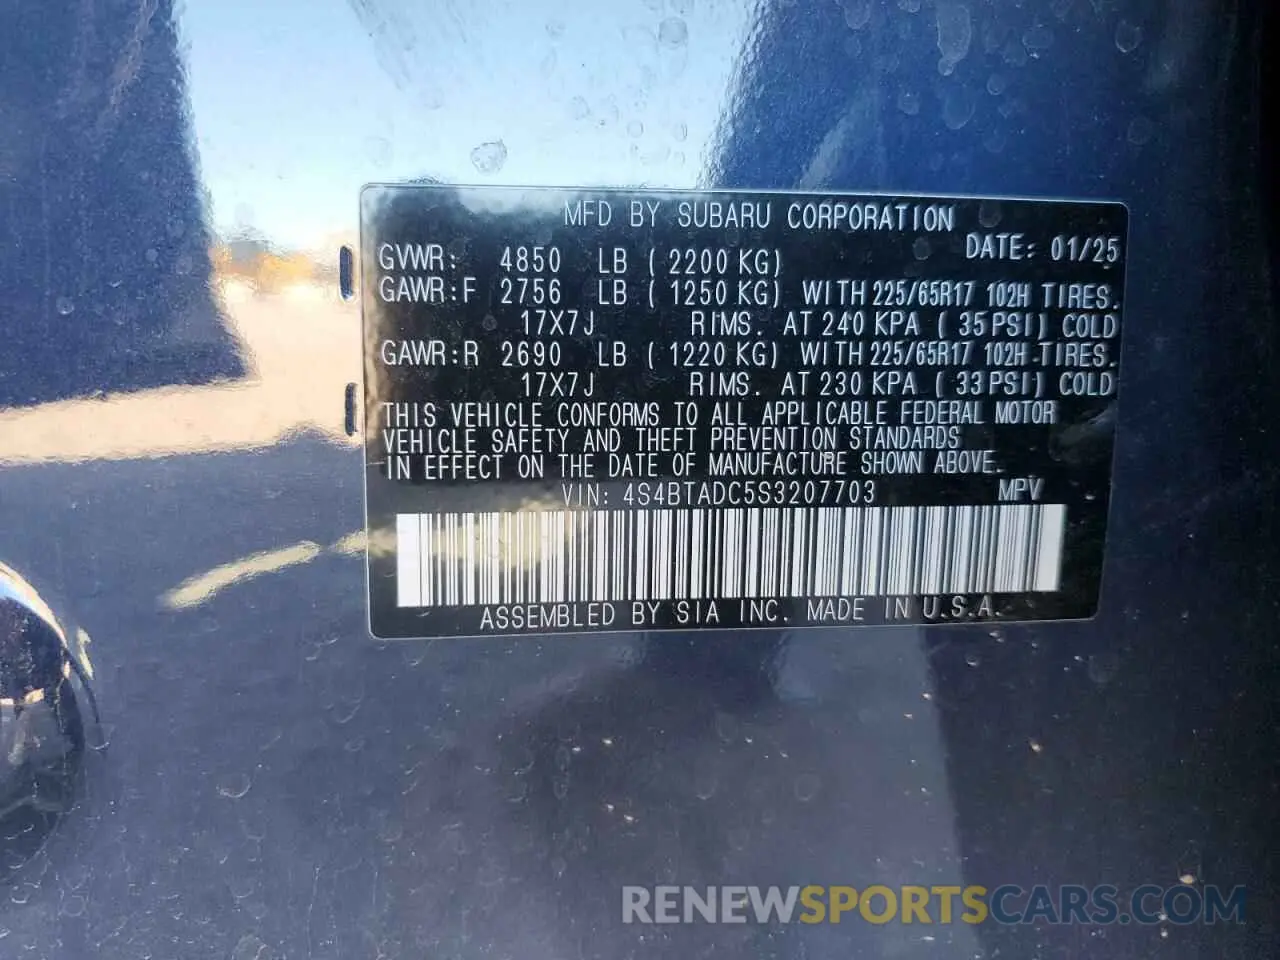 MFD BY SUBARU CORPORATION
DATE: 01/25
GVWR: 4850 LB (2200 KG)
GAWR:F 2756 LB (1250 KG) WITH 225/65R17 102H TIRES.
17X7J RIMS. AT 240 KPA (35 PSI) COLD
GAWR:R 2690 LB (1220 KG) WITH 225/65R17 102H TIRES.
17X7J RIMS. AT 230 KPA (33 PSI) COLD
THIS VEHICLE CONFORMS TO ALL APPLICABLE FEDERAL MOTOR
VEHICLE SAFETY AND THEFT PREVENTION STANDARDS
IN EFFECT ON THE DATE OF MANUFACTURE SHOWN ABOVE.
VIN: 4S4BTADC5S3207703 MPV
ASSEMBLED BY SIA INC. MADE IN U.S.A.
RENEWSPORTSCARS.COM